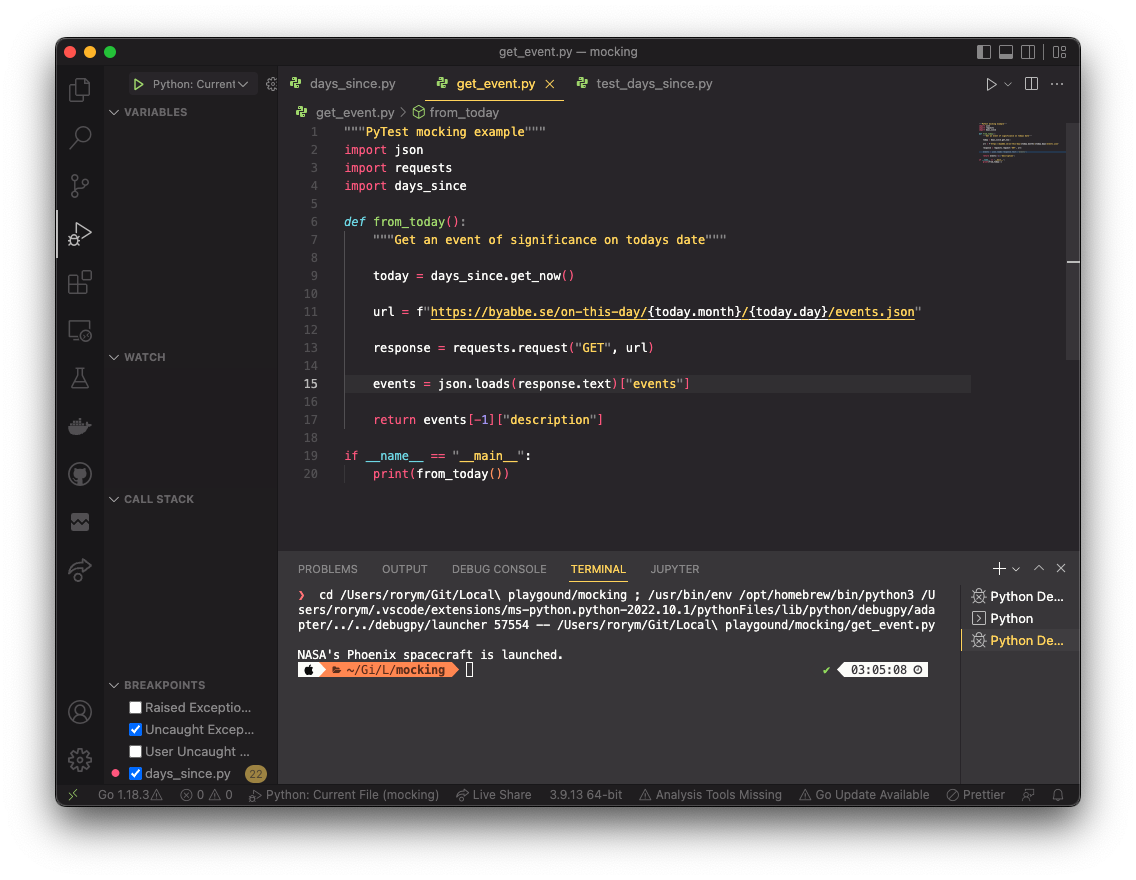 get_event.py — mocking
Python: Current
days_since.py
get_event.py
test_days_since.py
VARIABLES
get_event.py > from_today
1 """PyTest mocking example"""
2 import json
3 import requests
4 import days_since
5
6 def from_today():
7 """Get an event of significance on todays date"""
8
9 today = days_since.get_now()
10
11 url = f"https://byabbe.se/on-this-day/{today.month}/{today.day}/events.json"
12
13 response = requests.request("GET", url)
14
15 events = json.loads(response.text)["events"]
16
17 return events[-1]["description"]
18
19 if __name__ == "__main__":
20 print(from_today())
WATCH
CALL STACK
BREAKPOINTS
Raised Exceptio...
Uncaught Excep...
User Uncaught ...
days_since.py 22
PROBLEMS OUTPUT DEBUG CONSOLE TERMINAL JUPYTER
❯ cd /Users/rorym/Git/Local\ playgound/mocking ; /usr/bin/env /opt/homebrew/bin/python3 /U
sers/rorym/.vscode/extensions/ms-python.python-2022.10.1/pythonFiles/lib/python/debugpy/ada
pter/../../debugpy/launcher 57554 -- /Users/rorym/Git/Local\ playgound/mocking/get_event.py
NASA's Phoenix spacecraft is launched.
~/Gi/L/mocking
✔ 03:05:08
Python De...
Python
Python De...
Go 1.18.3 0 0 Python: Current File (mocking) Live Share 3.9.13 64-bit Analysis Tools Missing Go Update Available Prettier